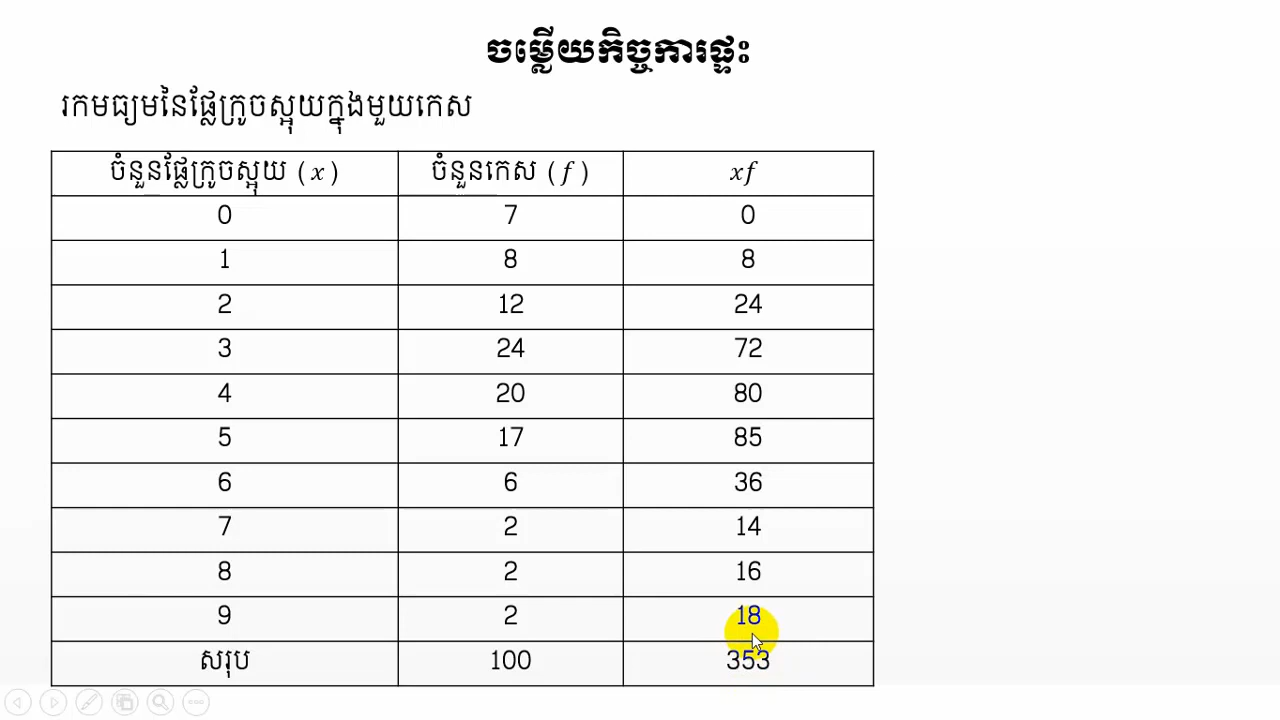 ចម្លើយកិច្ចការផ្ទះ
រកមធ្យមនៃផ្លែក្រូចស្អុយក្នុងមួយកេស
ចំនួនផ្លែក្រូចស្អុយ (x) ចំនួនកេស (f) xf
0 7 0
1 8 8
2 12 24
3 24 72
4 20 80
5 17 85
6 6 36
7 2 14
8 2 16
9 2 18
សរុប 100 353